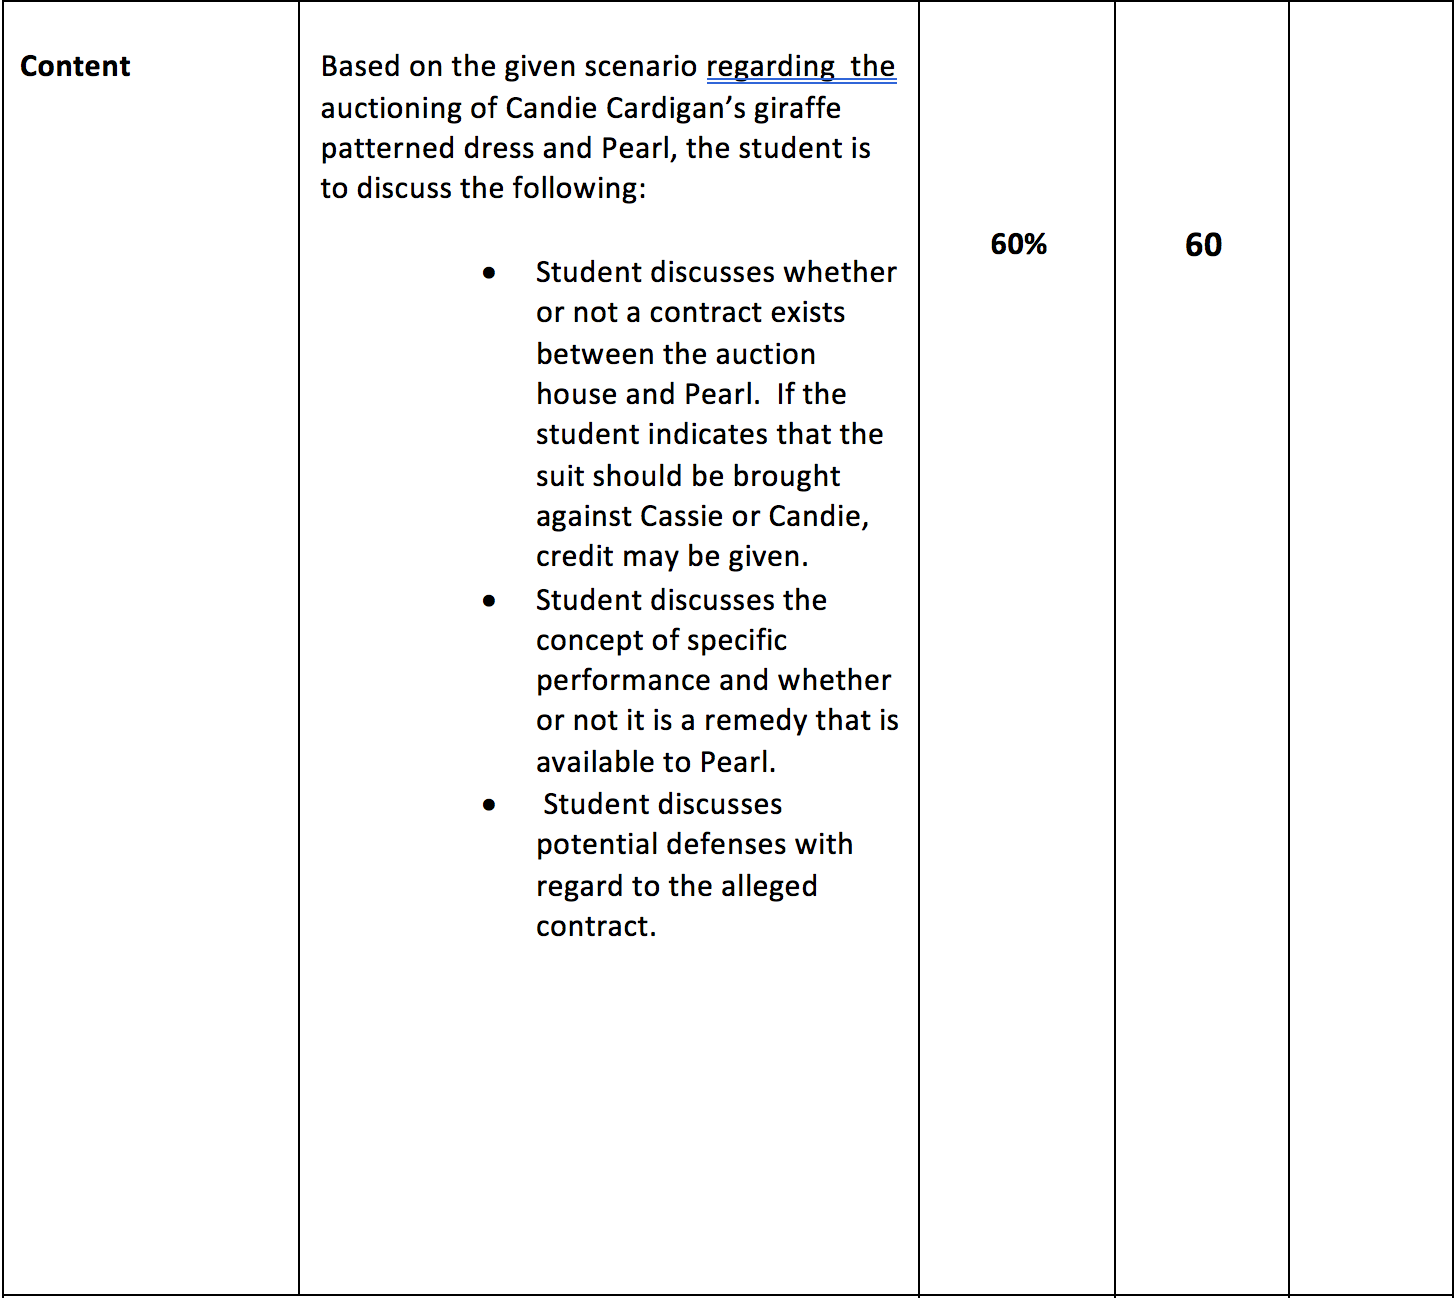 Content
Based on the given scenario regarding  the
auctioning of Candie Cardigan’s giraffe
patterned dress and Pearl, the student is
to discuss the following:
60%
60
• Student discusses whether
or not a contract exists
between the auction
house and Pearl.  If the
student indicates that the
suit should be brought
against Cassie or Candie,
credit may be given.
• Student discusses the
concept of specific
performance and whether
or not it is a remedy that is
available to Pearl.
• Student discusses
potential defenses with
regard to the alleged
contract.